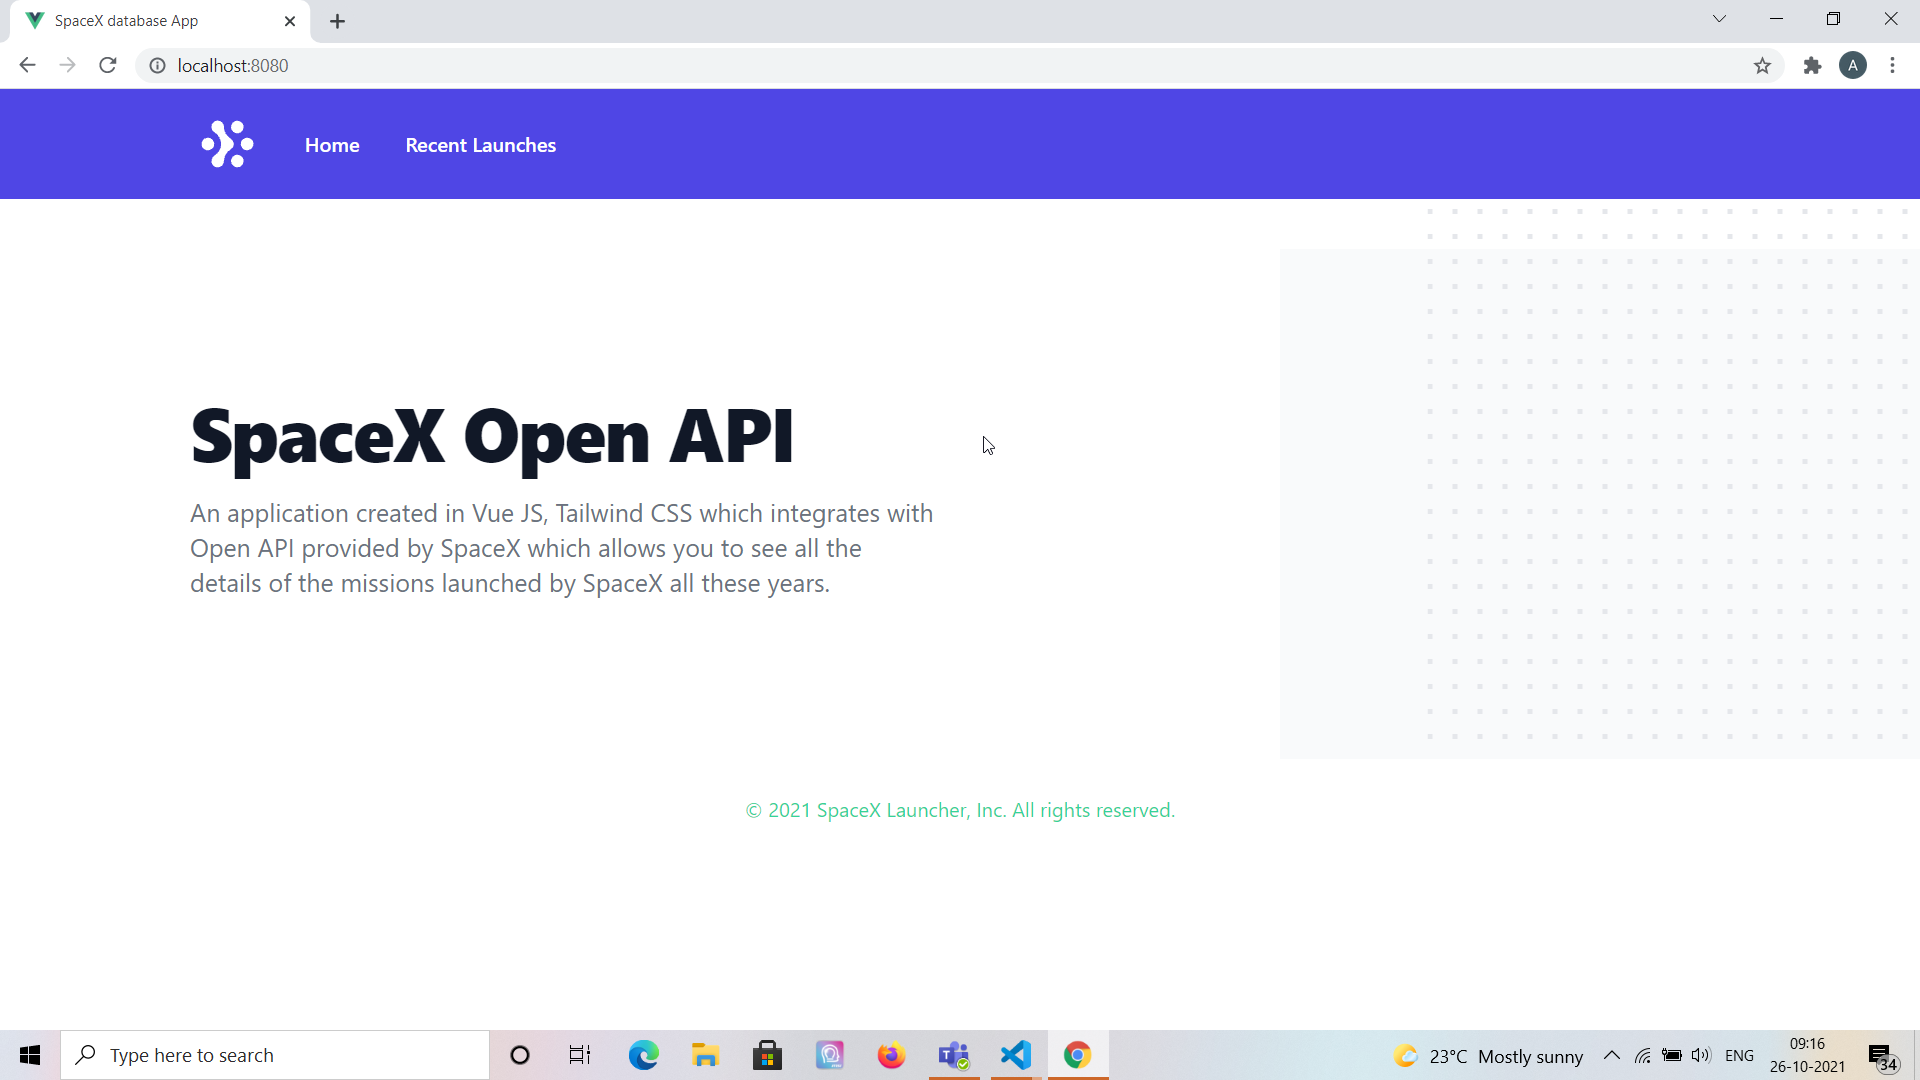 SpaceX database App
localhost:8080
A
Home
Recent Launches
SpaceX Open API
An application created in Vue JS, Tailwind CSS which integrates with
Open API provided by SpaceX which allows you to see all the
details of the missions launched by SpaceX all these years.
© 2021 SpaceX Launcher, Inc. All rights reserved.
Type here to search
23°C Mostly sunny
ENG
09:16
26-10-2021
34